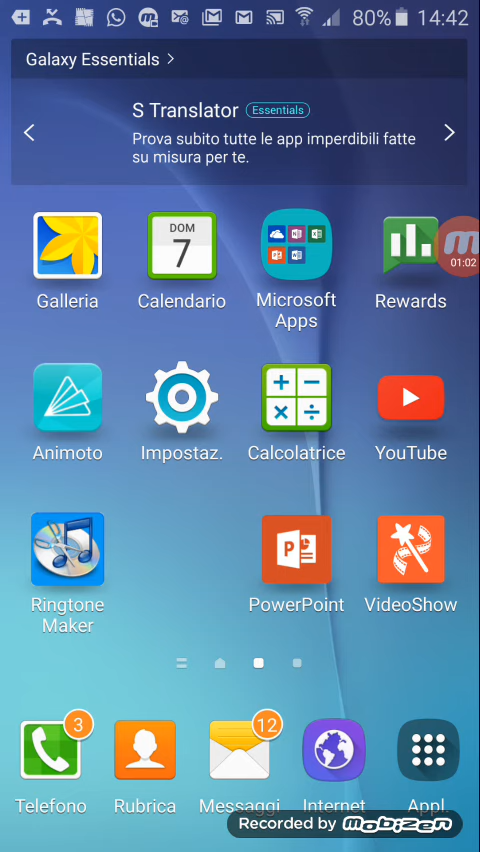 80% 14:42
Galaxy Essentials
S Translator Essentials
Prova subito tutte le app imperdibili fatte
su misura per te.
DOM
7
01:02
Galleria Calendario Microsoft Apps Rewards
Animoto Impostaz. Calcolatrice YouTube
Ringtone Maker PowerPoint VideoShow
3 12
Telefono Rubrica Messaggi Internet Appl.
Recorded by mobizen